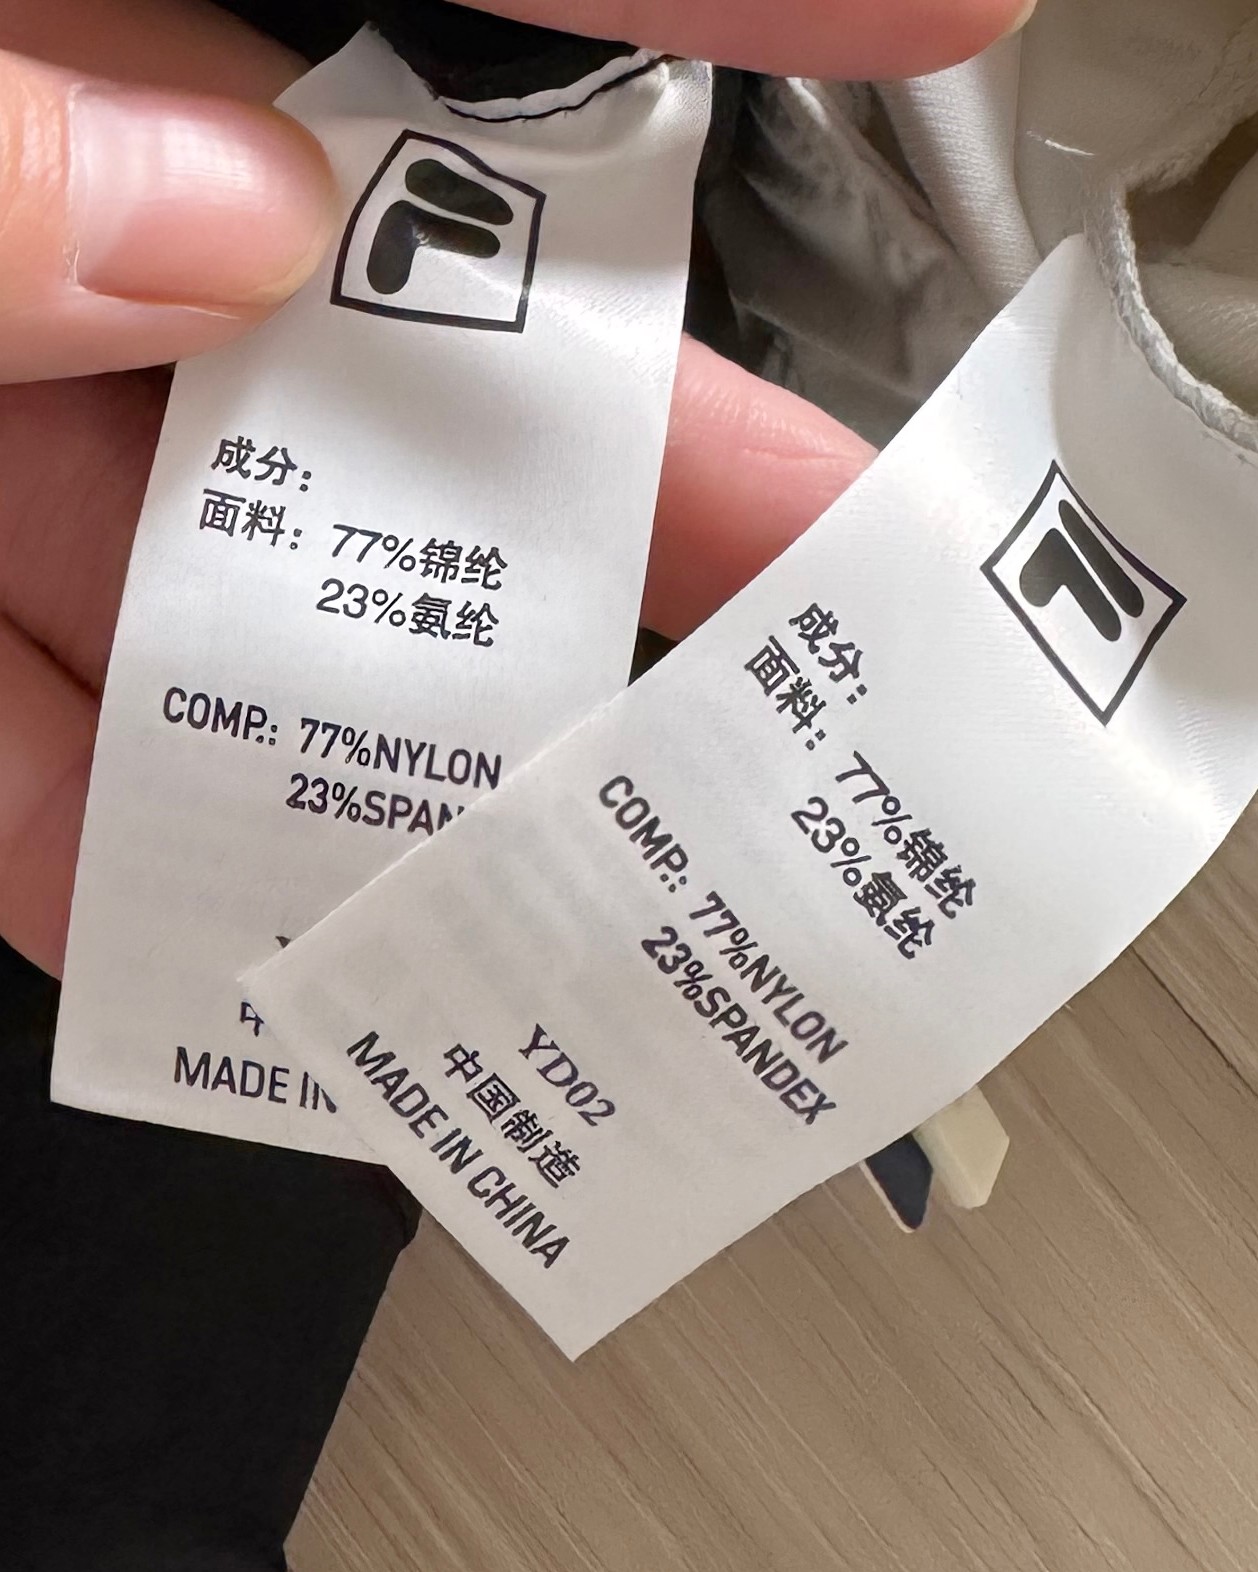 成分:
面料: 77%锦纶
23%氨纶
COMP.: 77%NYLON
23%SPAN
MADE IN
成分:
面料: 77%锦纶
23%氨纶
COMP.: 77%NYLON
23%SPANDEX
YD02
中国制造
MADE IN CHINA